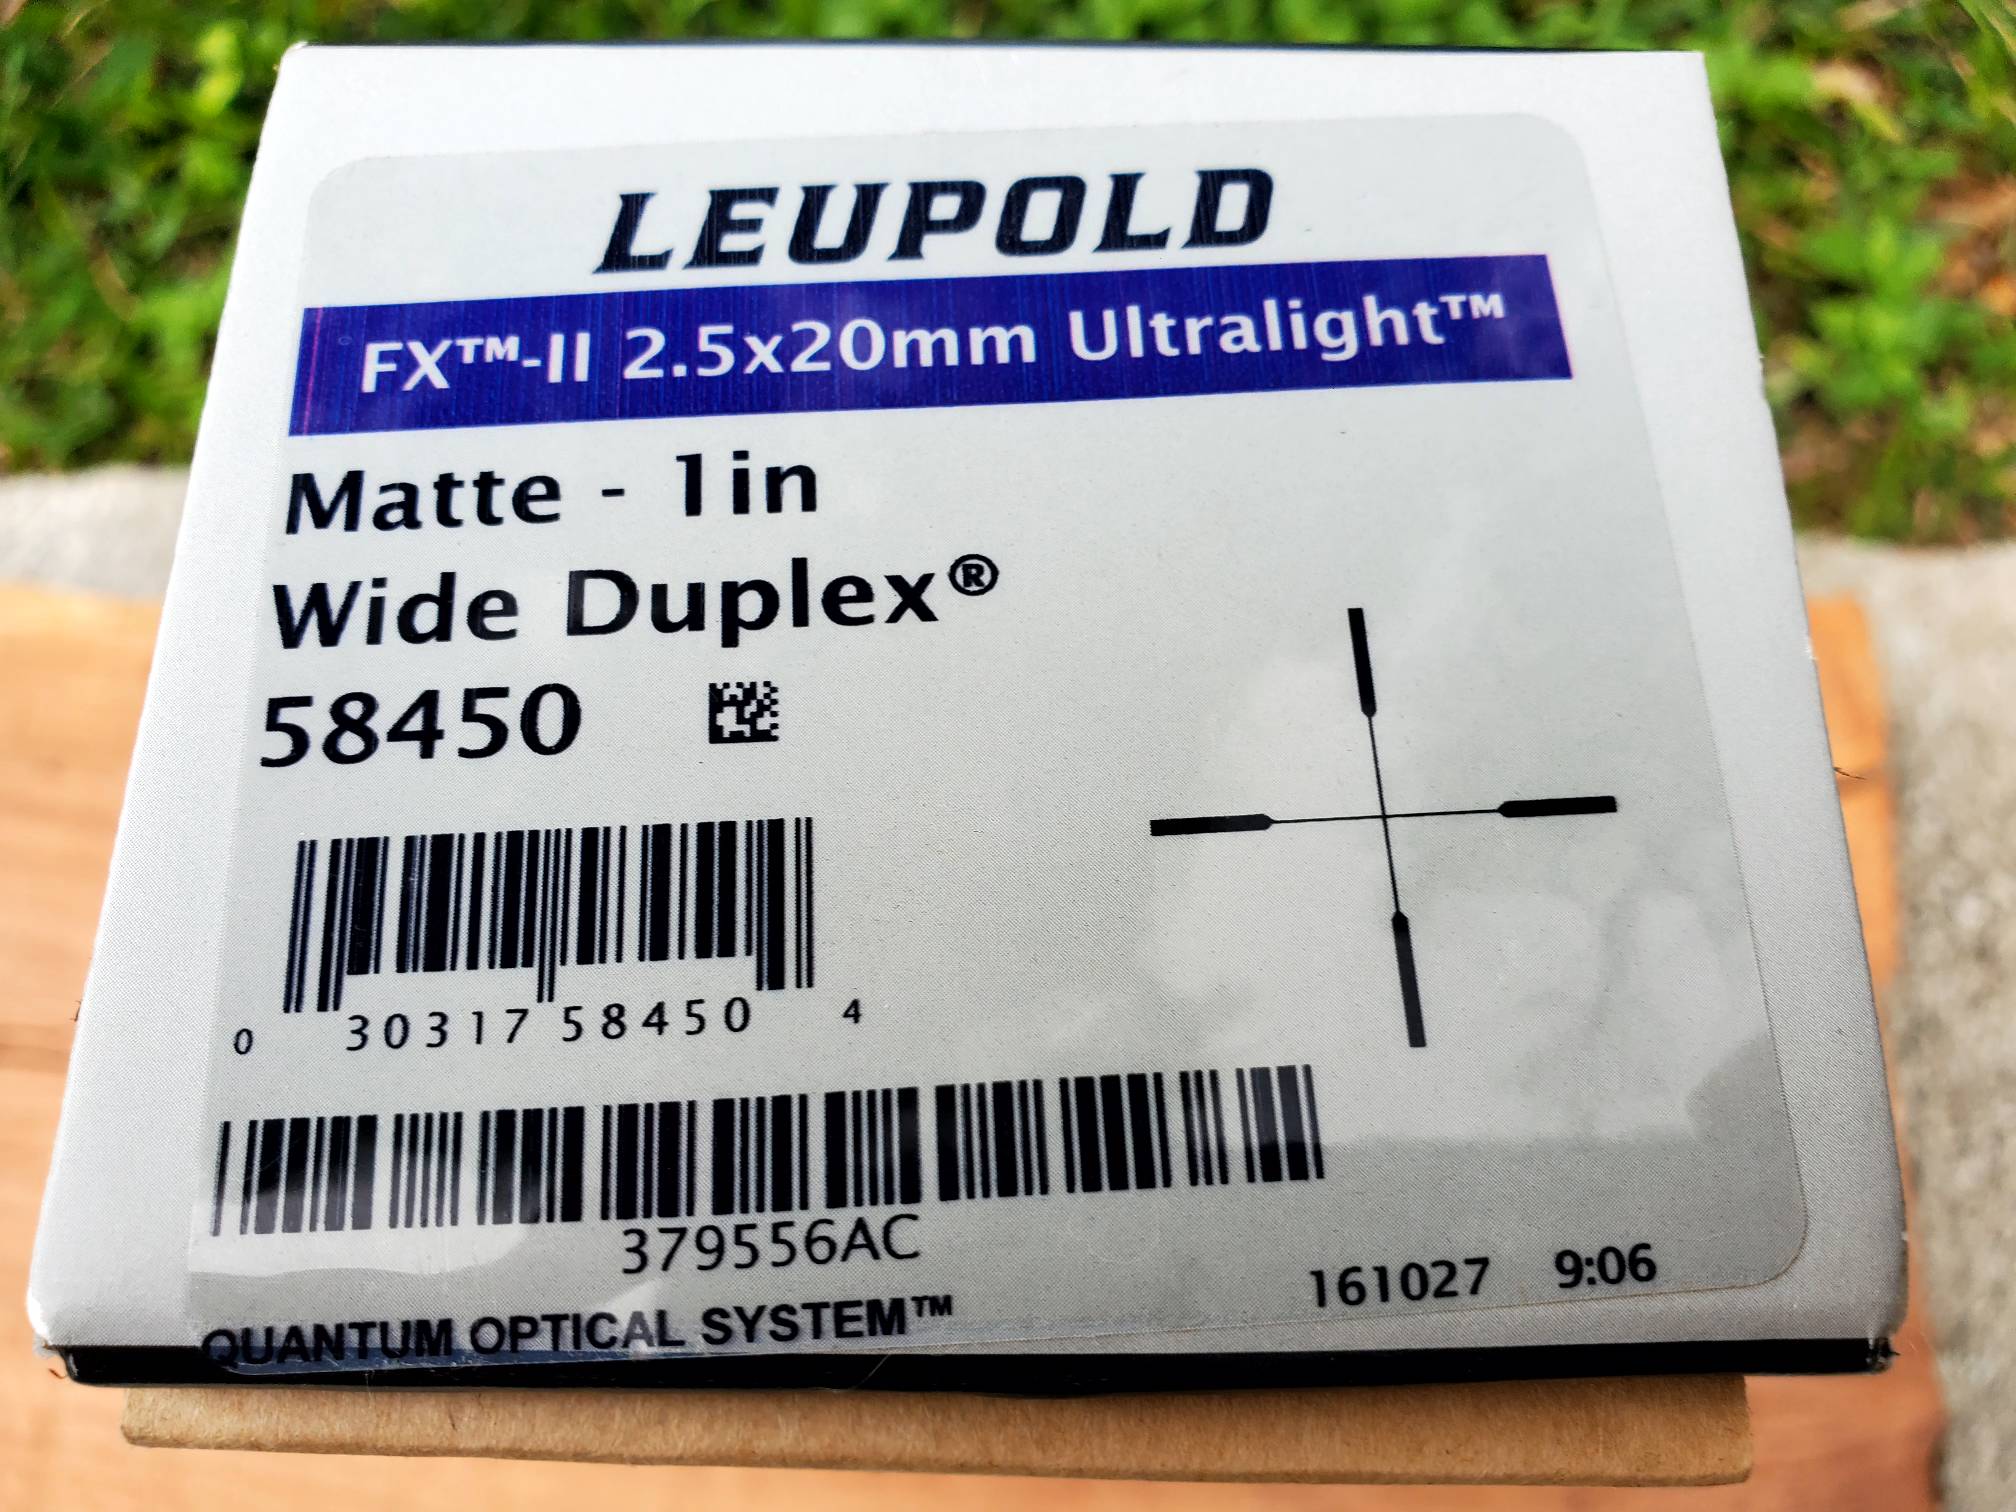 LEUPOLD
FX™-II 2.5x20mm Ultralight™
Matte - 1in
Wide Duplex®
58450
0 30317 58450 4
379556AC
161027 9:06
QUANTUM OPTICAL SYSTEM™